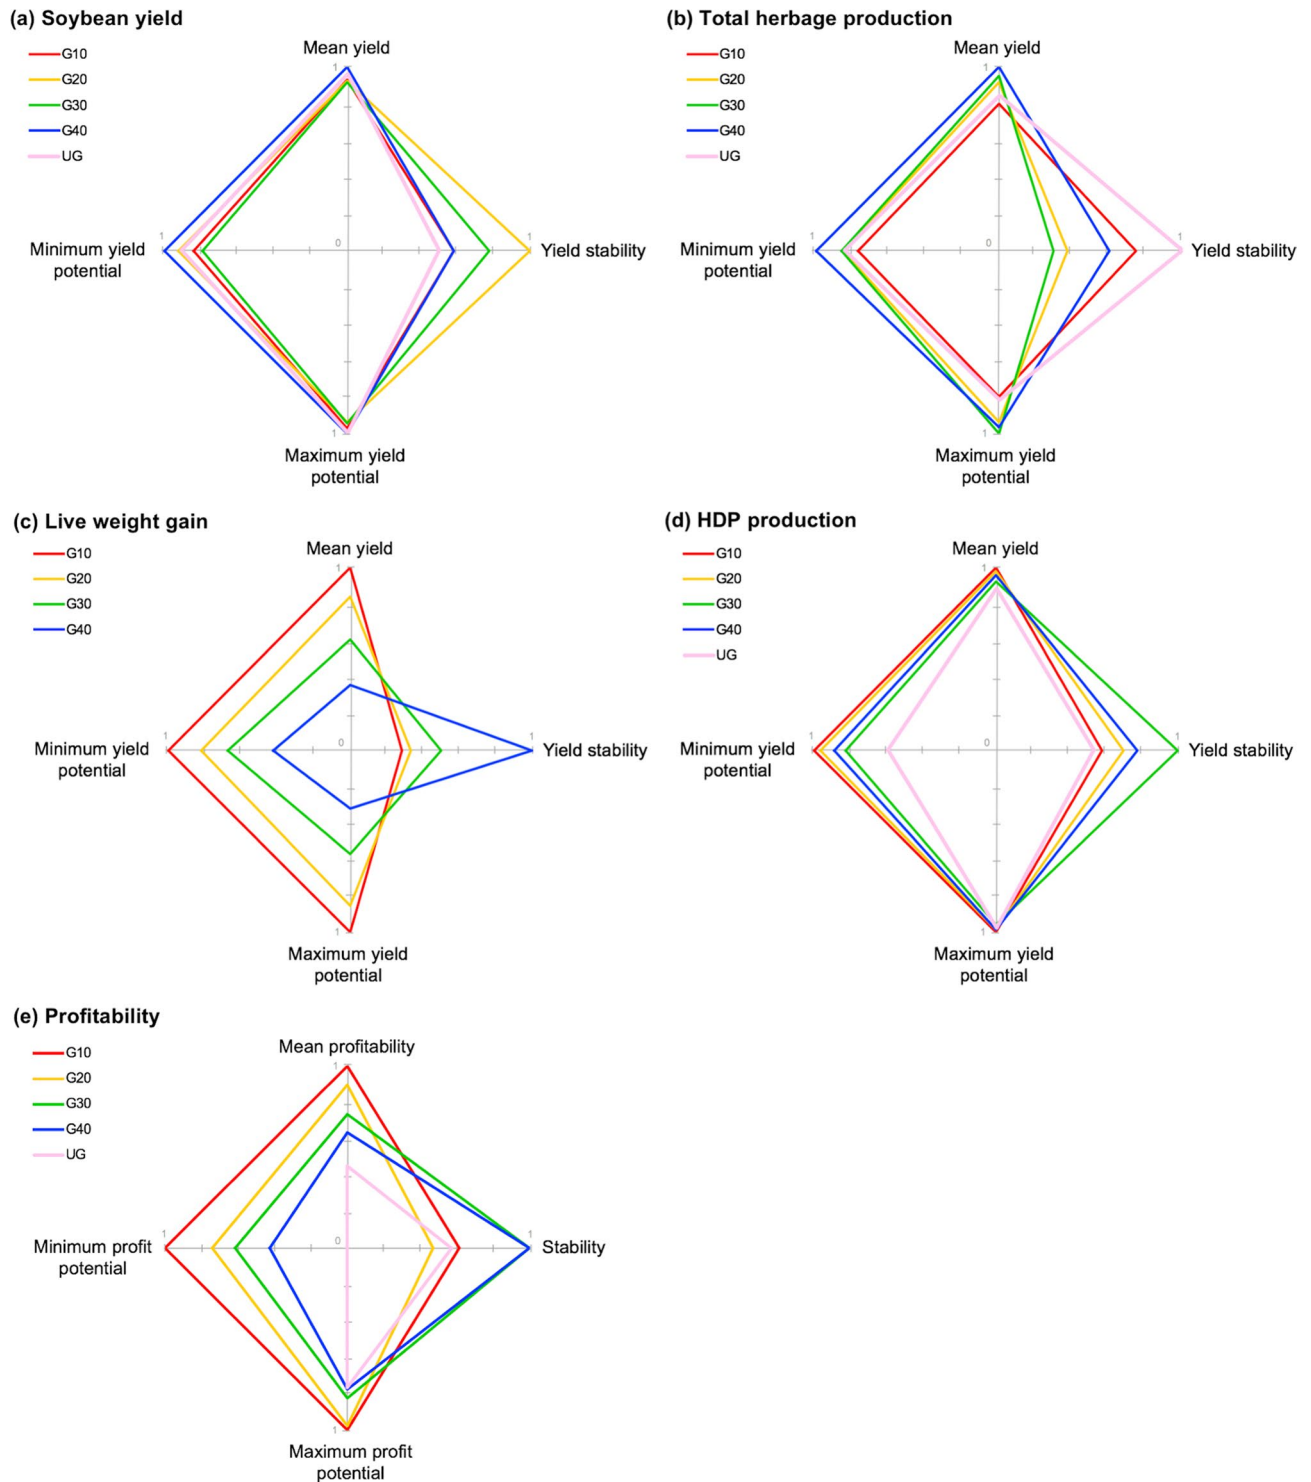 (a) Soybean yield
G10
G20
G30
G40
UG
Mean yield
1
Minimum yield
potential
1
0
1
Yield stability
1
Maximum yield
potential
(b) Total herbage production
G10
G20
G30
G40
UG
Mean yield
1
Minimum yield
potential
1
0
1
Yield stability
1
Maximum yield
potential
(c) Live weight gain
G10
G20
G30
G40
Mean yield
1
Minimum yield
potential
1
0
1
Yield stability
1
Maximum yield
potential
(d) HDP production
G10
G20
G30
G40
UG
Mean yield
1
Minimum yield
potential
1
0
1
Yield stability
1
Maximum yield
potential
(e) Profitability
G10
G20
G30
G40
UG
Mean profitability
1
Minimum profit
potential
1
0
1
Stability
1
Maximum profit
potential